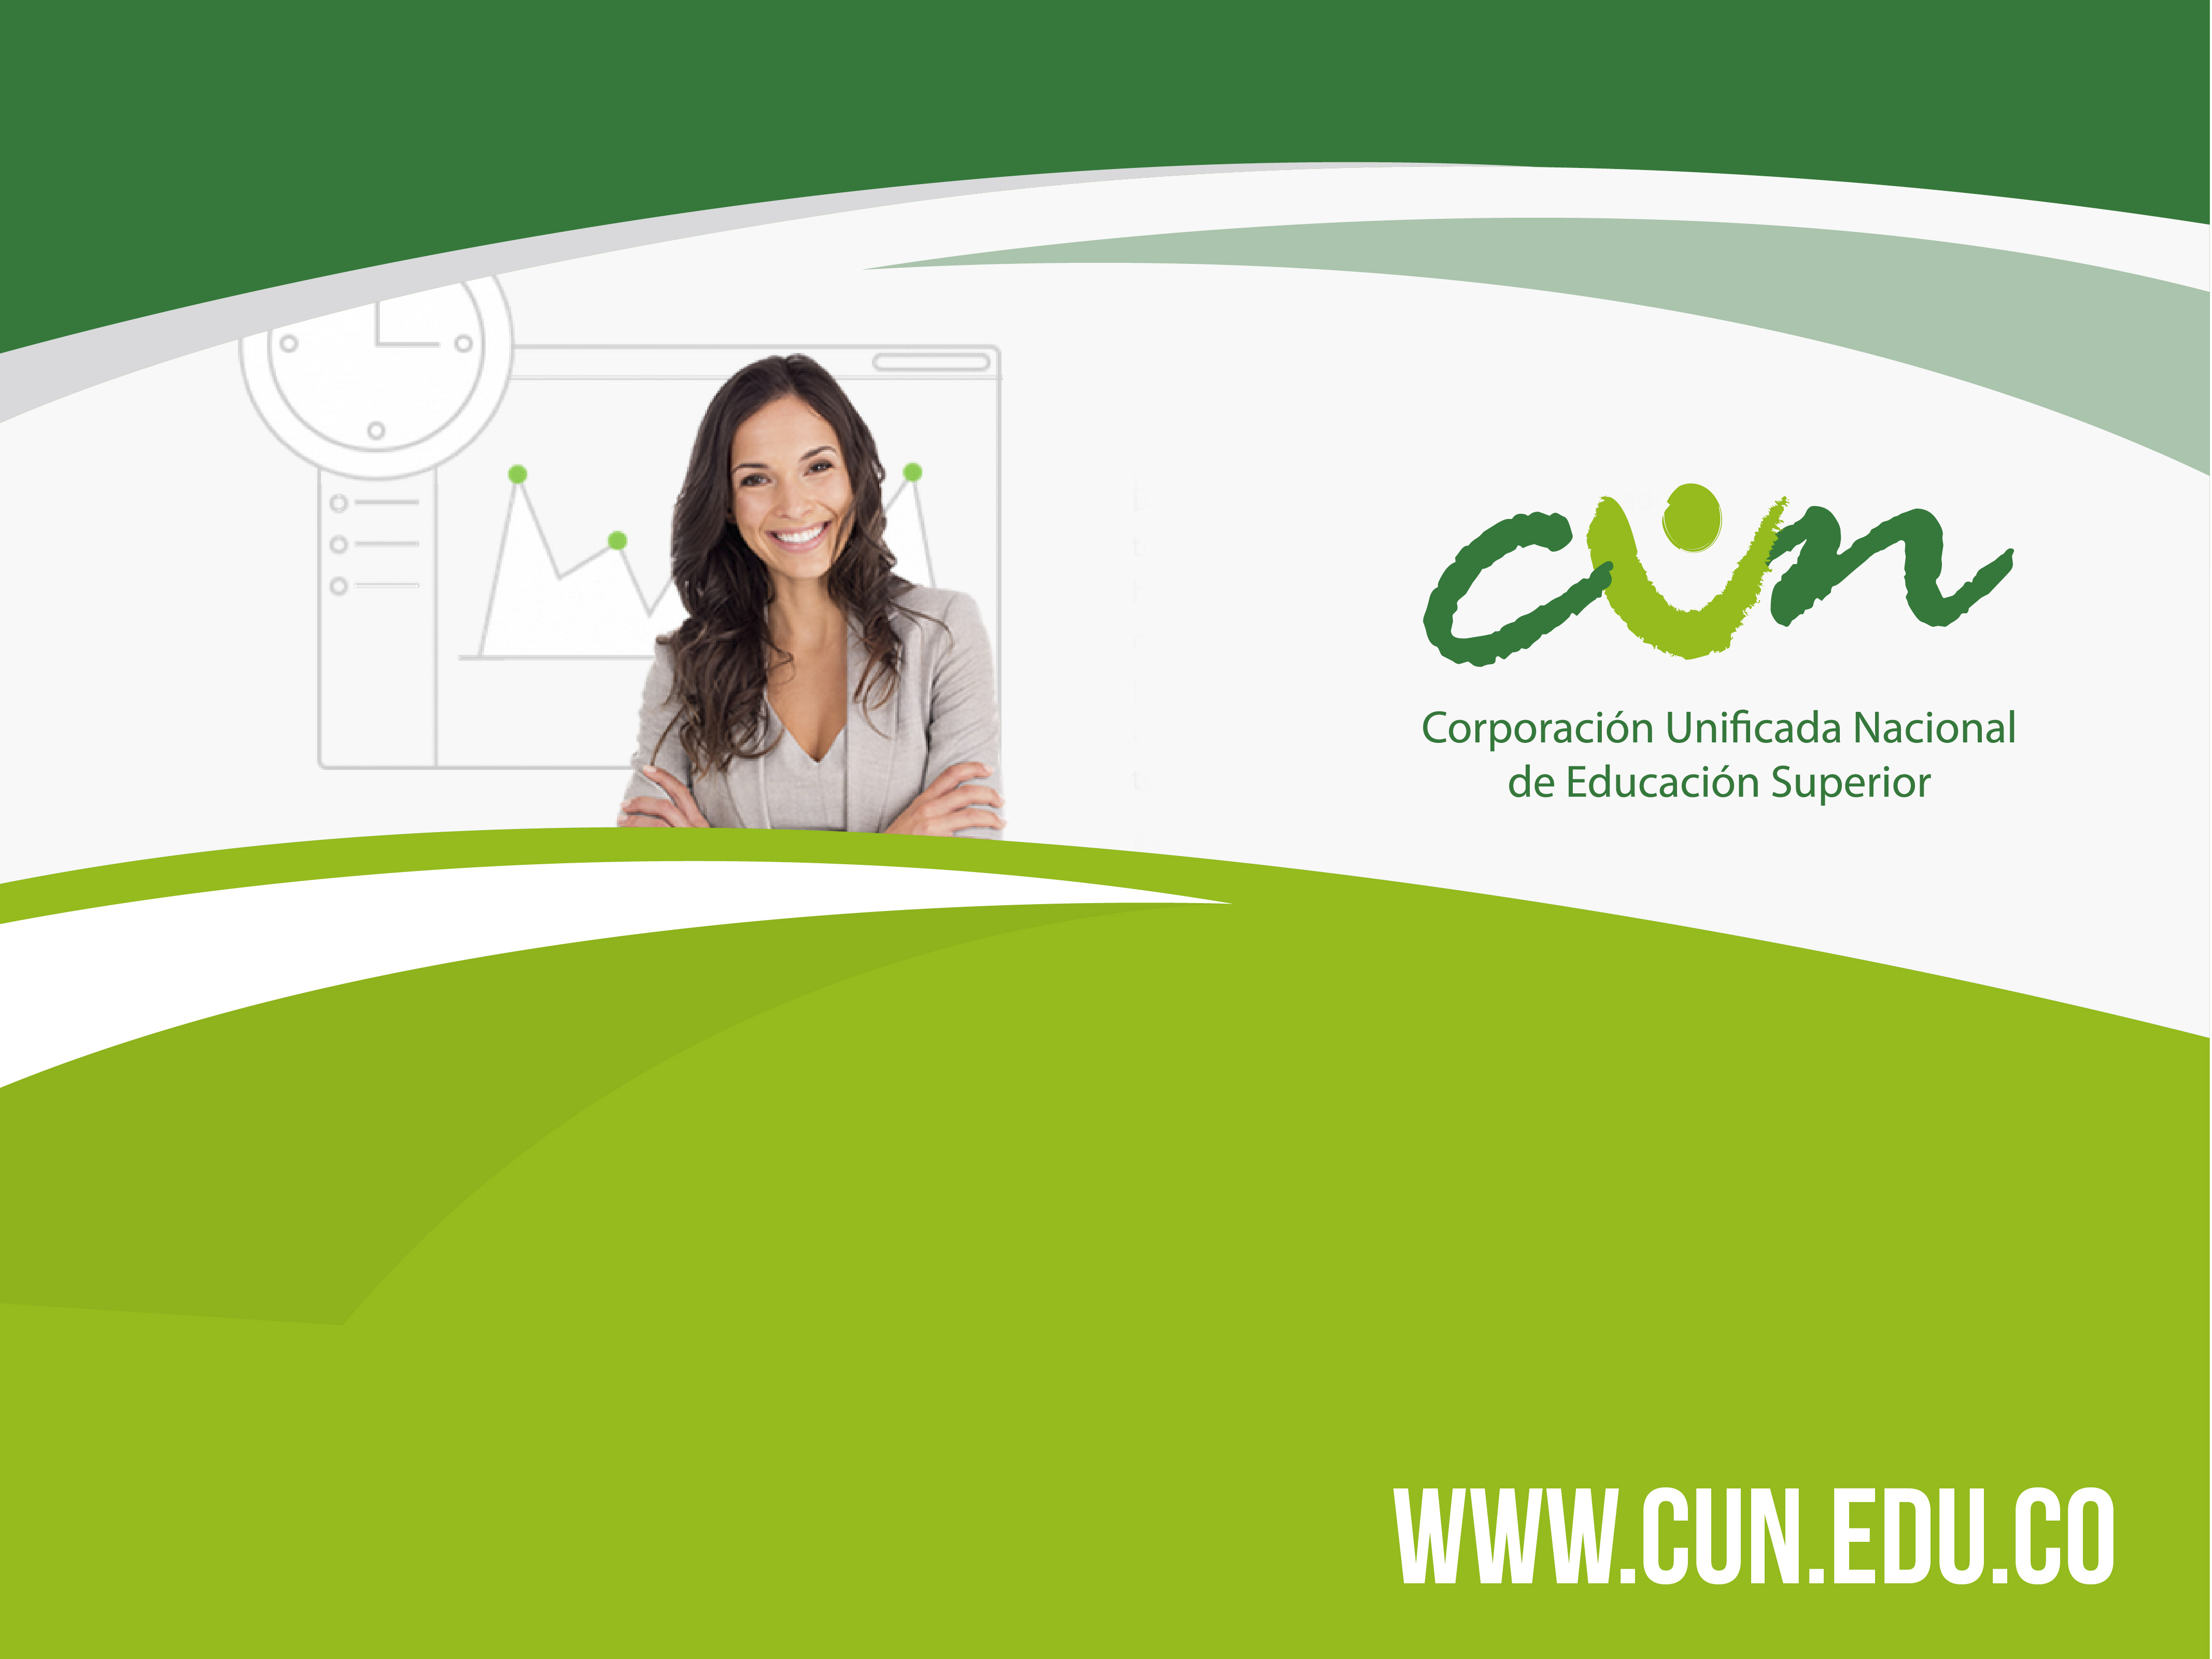 cun
Corporación Unificada Nacional
de Educación Superior
WWW.CUN.EDU.CO